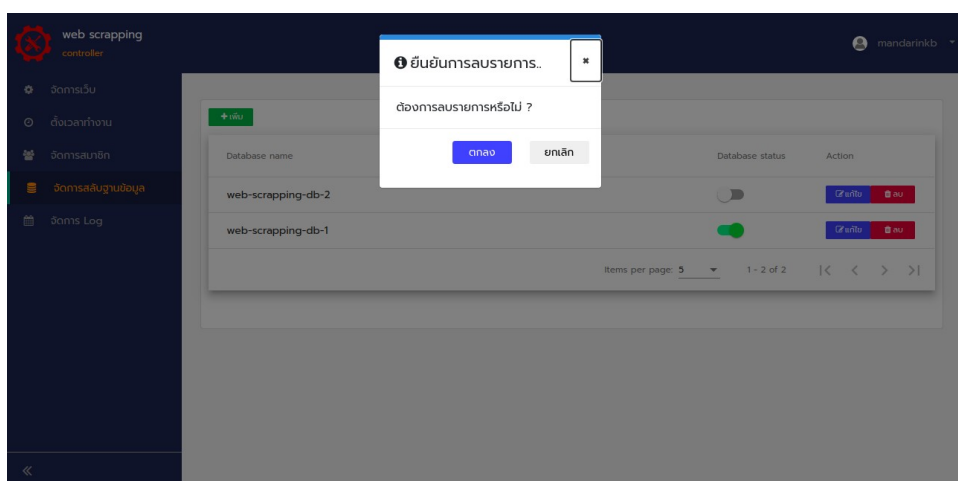 web scrapping
controller
mandarinkb
ยืนยันการลบรายการ..
ต้องการลบรายการหรือไม่ ?
ตกลง ยกเลิก
จัดการเว็บ
ตั้งเวลาทำงาน
จัดการสมาชิก
จัดการสลับฐานข้อมูล
จัดการ Log
+เพิ่ม
Database name Database status Action
web-scrapping-db-2 แก้ไข ลบ
web-scrapping-db-1 แก้ไข ลบ
Items per page: 5 1 - 2 of 2